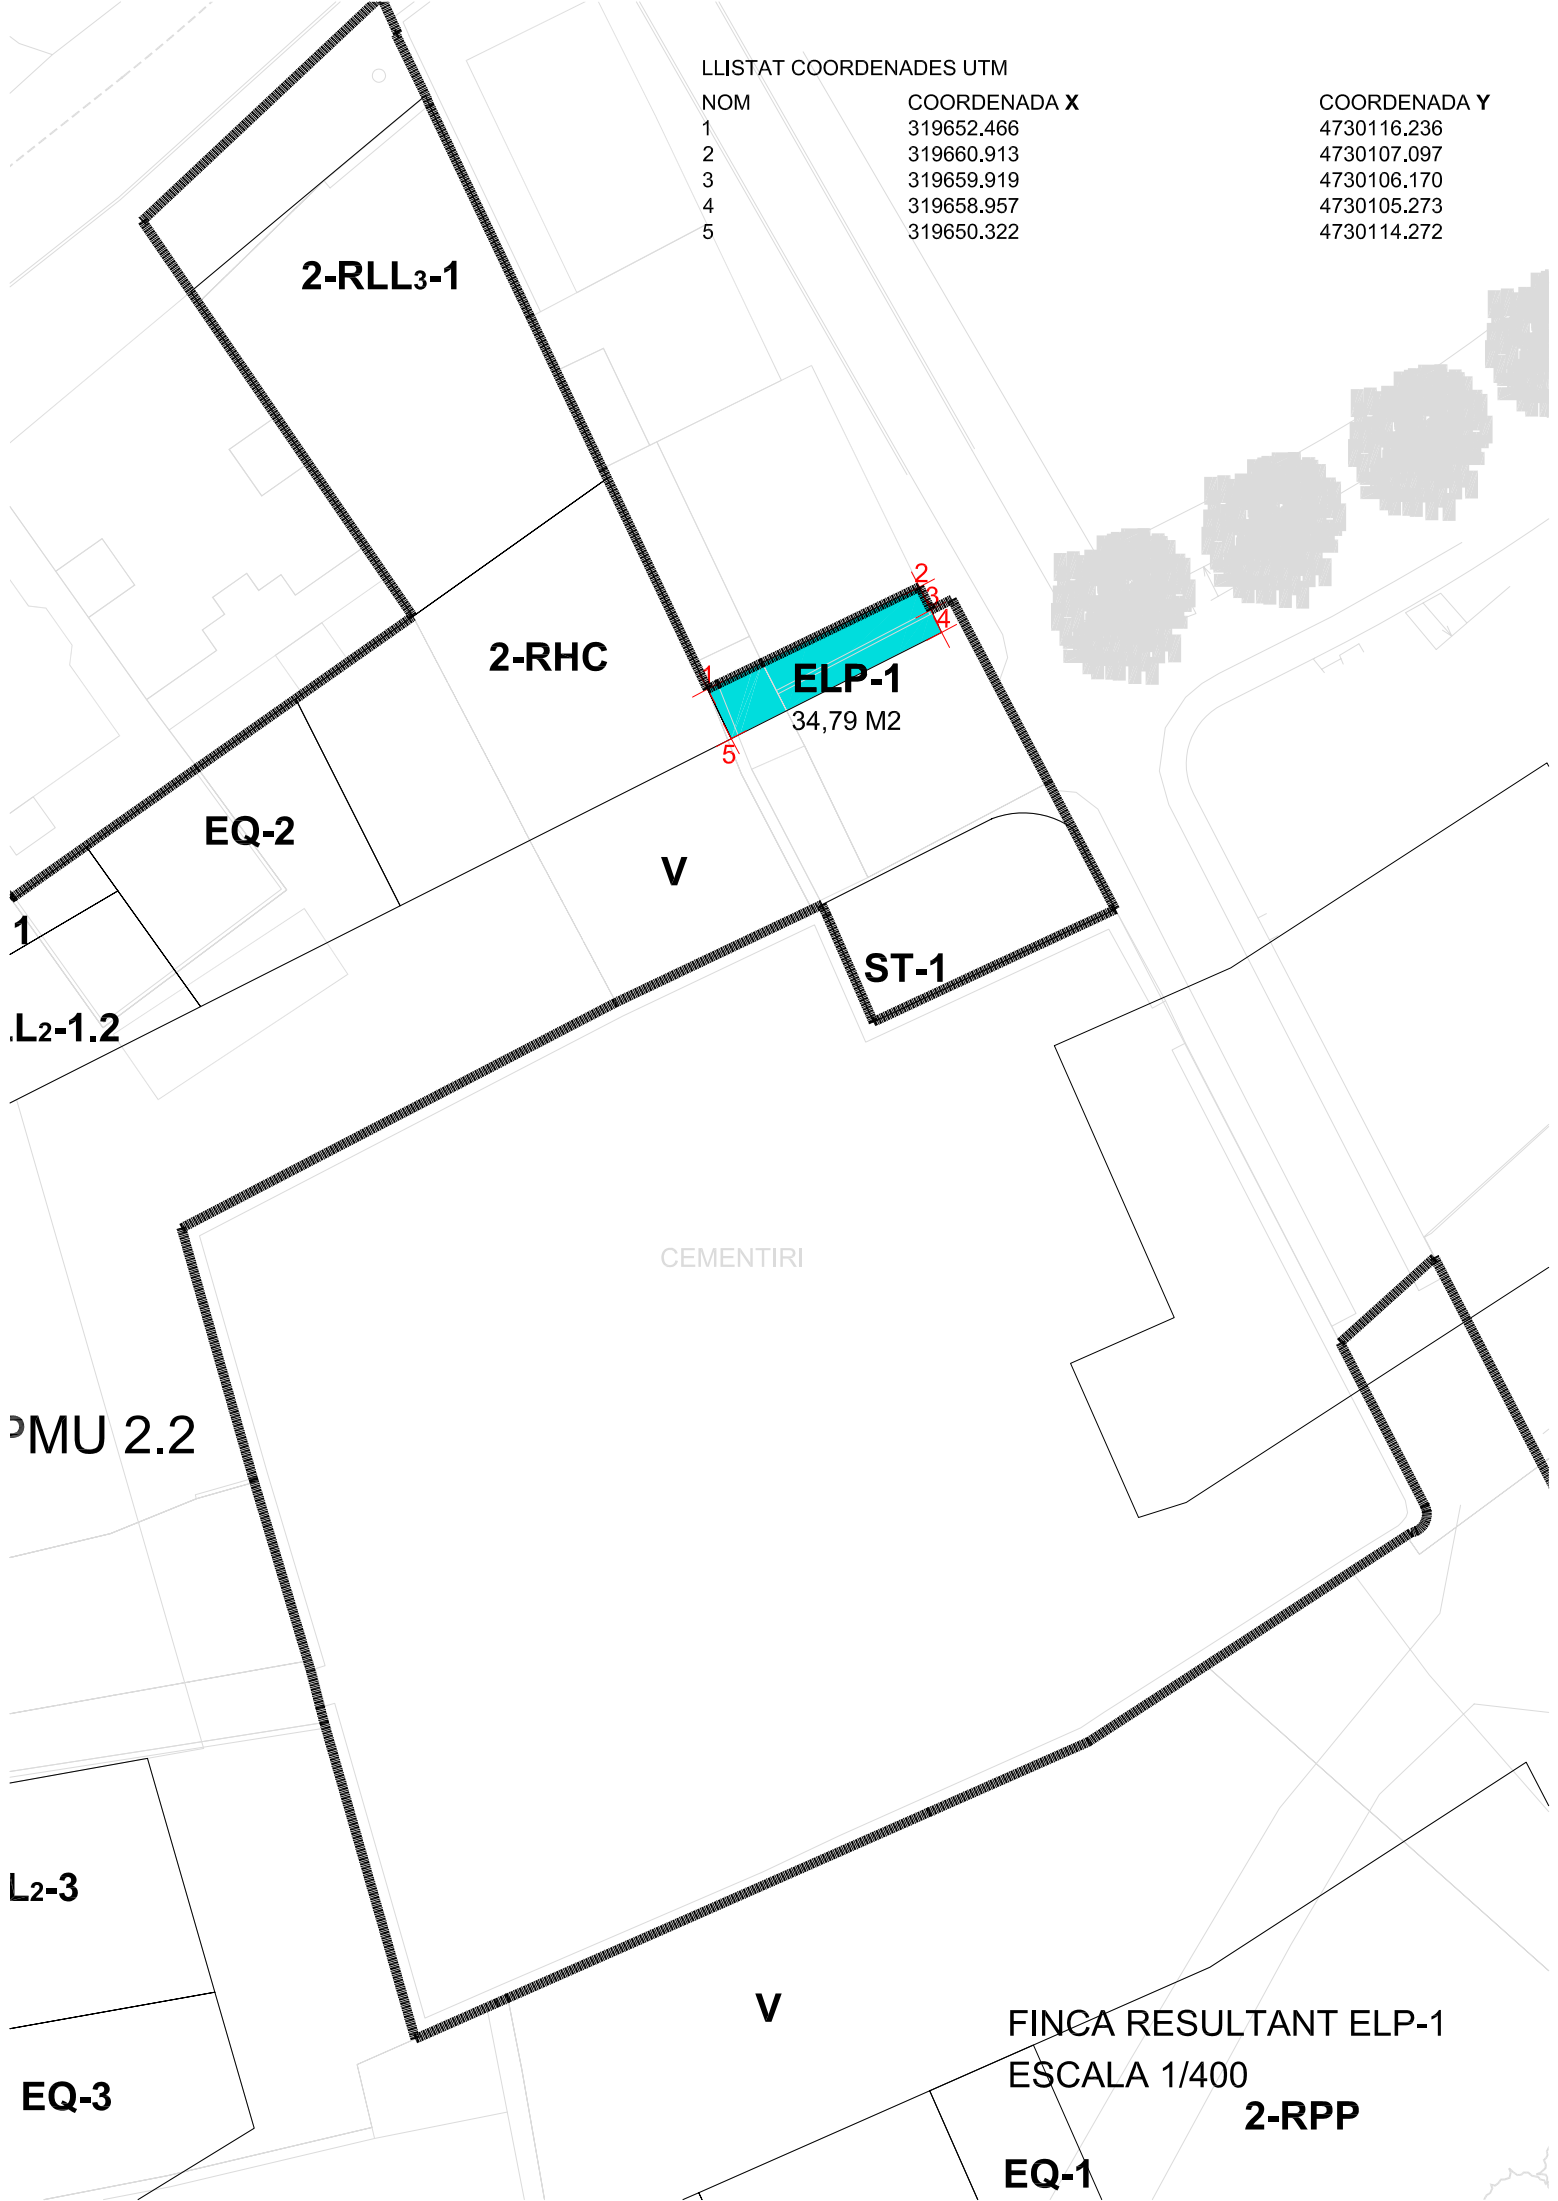 LLISTAT COORDENADES UTM
NOM COORDENADA X COORDENADA Y
1 319652.466 4730116.236
2 319660.913 4730107.097
3 319659.919 4730106.170
4 319658.957 4730105.273
5 319650.322 4730114.272
2-RLL3-1
2
3
4
2-RHC
1
ELP-1
34,79 M2
5
EQ-2
V
1
ST-1
L2-1.2
CEMENTIRI
PMU 2.2
L2-3
V
FINCA RESULTANT ELP-1
ESCALA 1/400
EQ-3
2-RPP
EQ-1